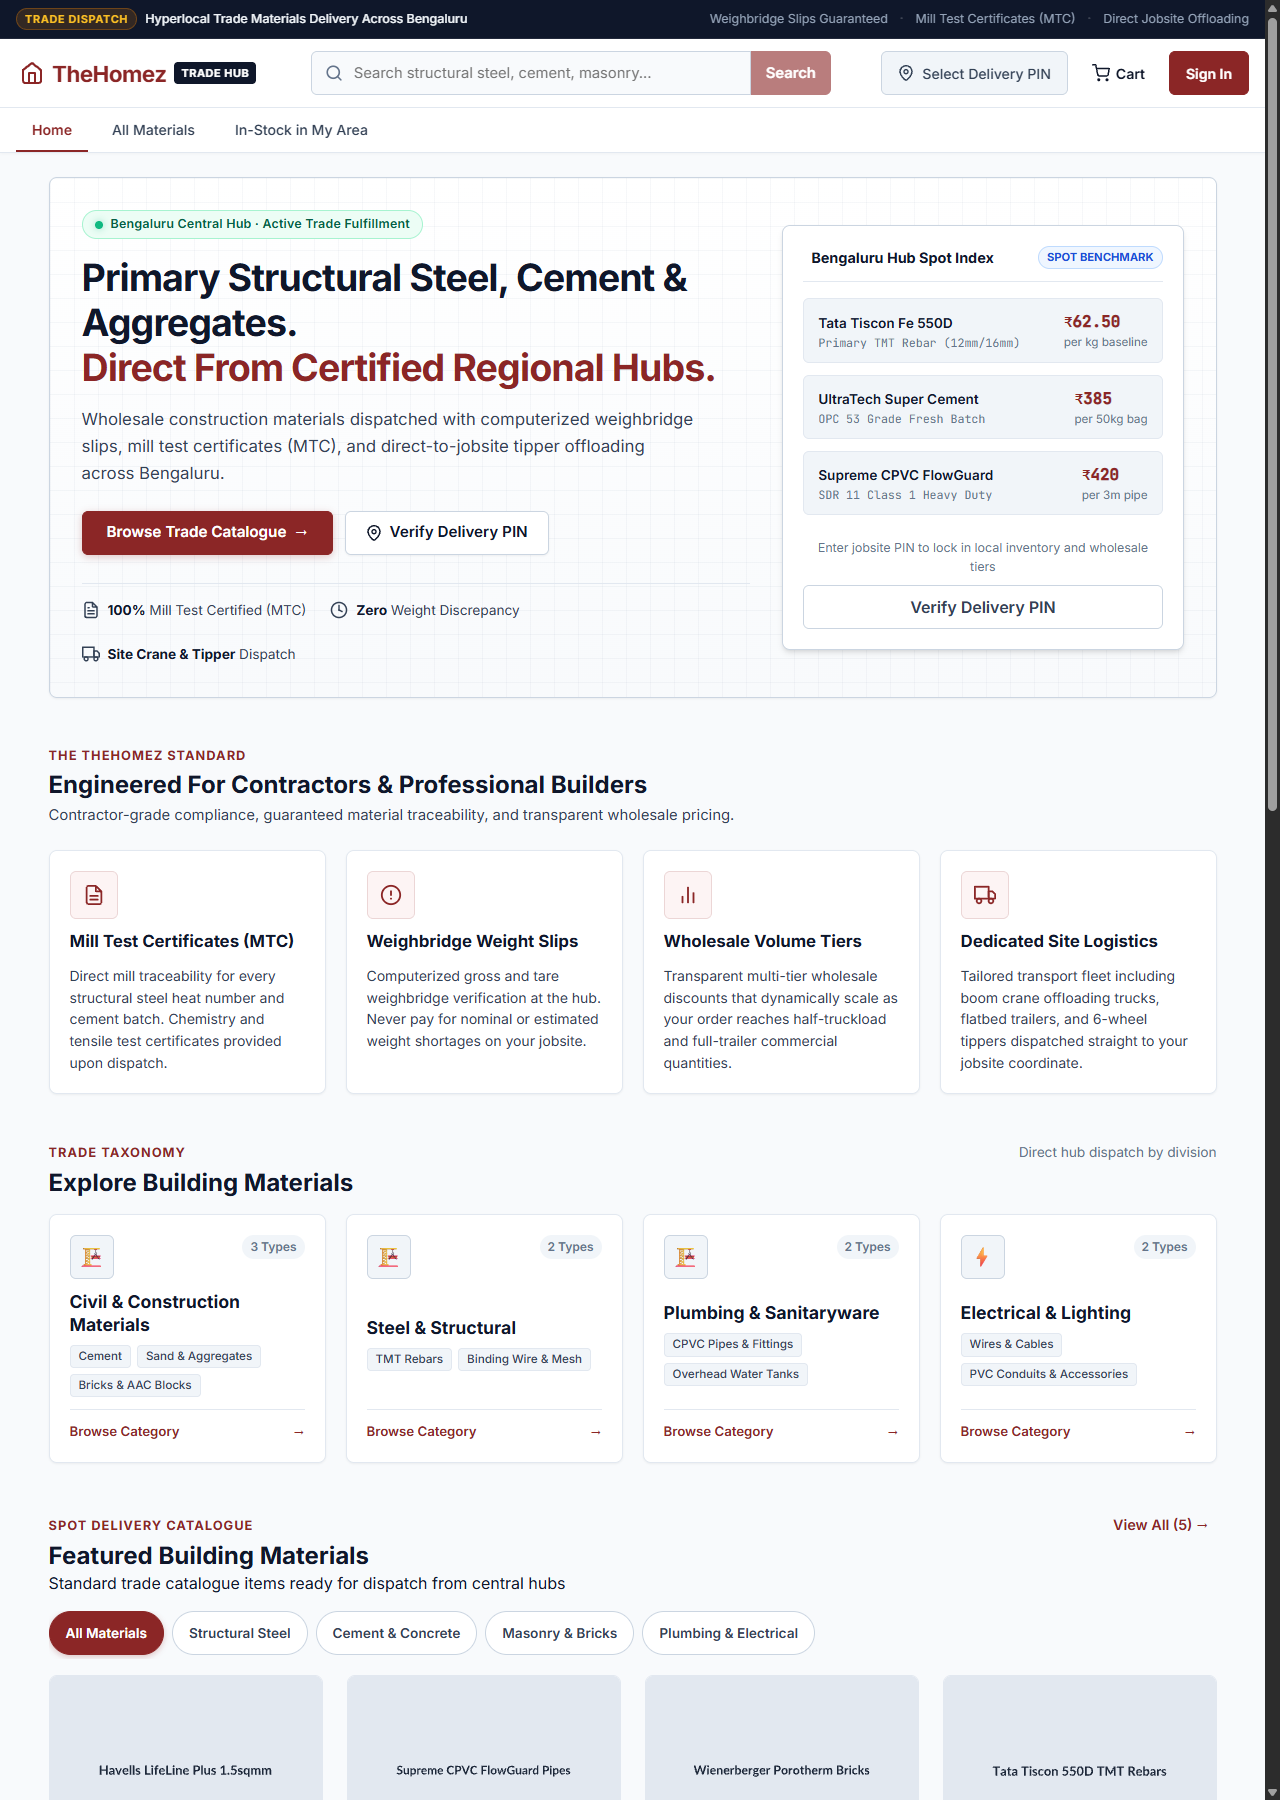 TRADE DISPATCH Hyperlocal Trade Materials Delivery Across Bengaluru Weighbridge Slips Guaranteed · Mill Test Certificates (MTC) · Direct Jobsite Offloading
TheHomez TRADE HUB Search structural steel, cement, masonry... Search Select Delivery PIN Cart Sign In
Home All Materials In-Stock in My Area
Bengaluru Central Hub · Active Trade Fulfillment
Primary Structural Steel, Cement &
Aggregates.
Direct From Certified Regional Hubs.
Wholesale construction materials dispatched with computerized weighbridge
slips, mill test certificates (MTC), and direct-to-jobsite tipper offloading
across Bengaluru.
Browse Trade Catalogue → Verify Delivery PIN
100% Mill Test Certified (MTC) Zero Weight Discrepancy
Site Crane & Tipper Dispatch
Bengaluru Hub Spot Index SPOT BENCHMARK
Tata Tiscon Fe 550D ₹62.50
Primary TMT Rebar (12mm/16mm) per kg baseline
UltraTech Super Cement ₹385
OPC 53 Grade Fresh Batch per 50kg bag
Supreme CPVC FlowGuard ₹420
SDR 11 Class 1 Heavy Duty per 3m pipe
Enter jobsite PIN to lock in local inventory and wholesale
tiers
Verify Delivery PIN
THE THEHOMEZ STANDARD
Engineered For Contractors & Professional Builders
Contractor-grade compliance, guaranteed material traceability, and transparent wholesale pricing.
Mill Test Certificates (MTC)
Direct mill traceability for every
structural steel heat number and
cement batch. Chemistry and
tensile test certificates provided
upon dispatch.
Weighbridge Weight Slips
Computerized gross and tare
weighbridge verification at the hub.
Never pay for nominal or estimated
weight shortages on your jobsite.
Wholesale Volume Tiers
Transparent multi-tier wholesale
discounts that dynamically scale as
your order reaches half-truckload
and full-trailer commercial
quantities.
Dedicated Site Logistics
Tailored transport fleet including
boom crane offloading trucks,
flatbed trailers, and 6-wheel
tippers dispatched straight to your
jobsite coordinate.
TRADE TAXONOMY Direct hub dispatch by division
Explore Building Materials
3 Types
Civil & Construction
Materials
Cement Sand & Aggregates
Bricks & AAC Blocks
Browse Category →
2 Types
Steel & Structural
TMT Rebars Binding Wire & Mesh
Browse Category →
2 Types
Plumbing & Sanitaryware
CPVC Pipes & Fittings
Overhead Water Tanks
Browse Category →
2 Types
Electrical & Lighting
Wires & Cables
PVC Conduits & Accessories
Browse Category →
SPOT DELIVERY CATALOGUE View All (5) →
Featured Building Materials
Standard trade catalogue items ready for dispatch from central hubs
All Materials Structural Steel Cement & Concrete Masonry & Bricks Plumbing & Electrical
Havells LifeLine Plus 1.5sqmm Supreme CPVC FlowGuard Pipes Wienerberger Porotherm Bricks Tata Tiscon 550D TMT Rebars